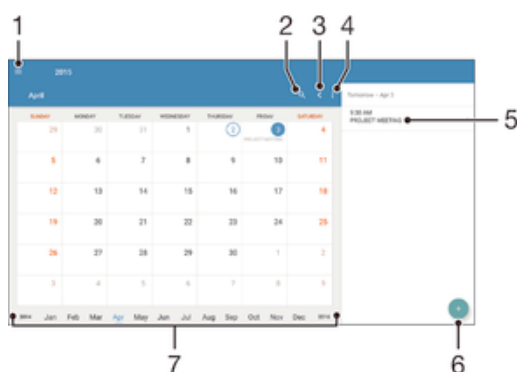 1
2 3 4
2015
April
Tomorrow - Apr 3
SUNDAY MONDAY TUESDAY WEDNESDAY THURSDAY FRIDAY SATURDAY
9:30 AM
PROJECT MEETING
5
29 30 31 1 2 3 4
PROJECT MEETING
5 6 7 8 9 10 11
12 13 14 15 16 17 18
19 20 21 22 23 24 25
26 27 28 29 30 1 2
3 4 5 6 7 8 9
+
2014 Jan Feb Mar Apr May Jun Jul Aug Sep Oct Nov Dec 2016
7 6